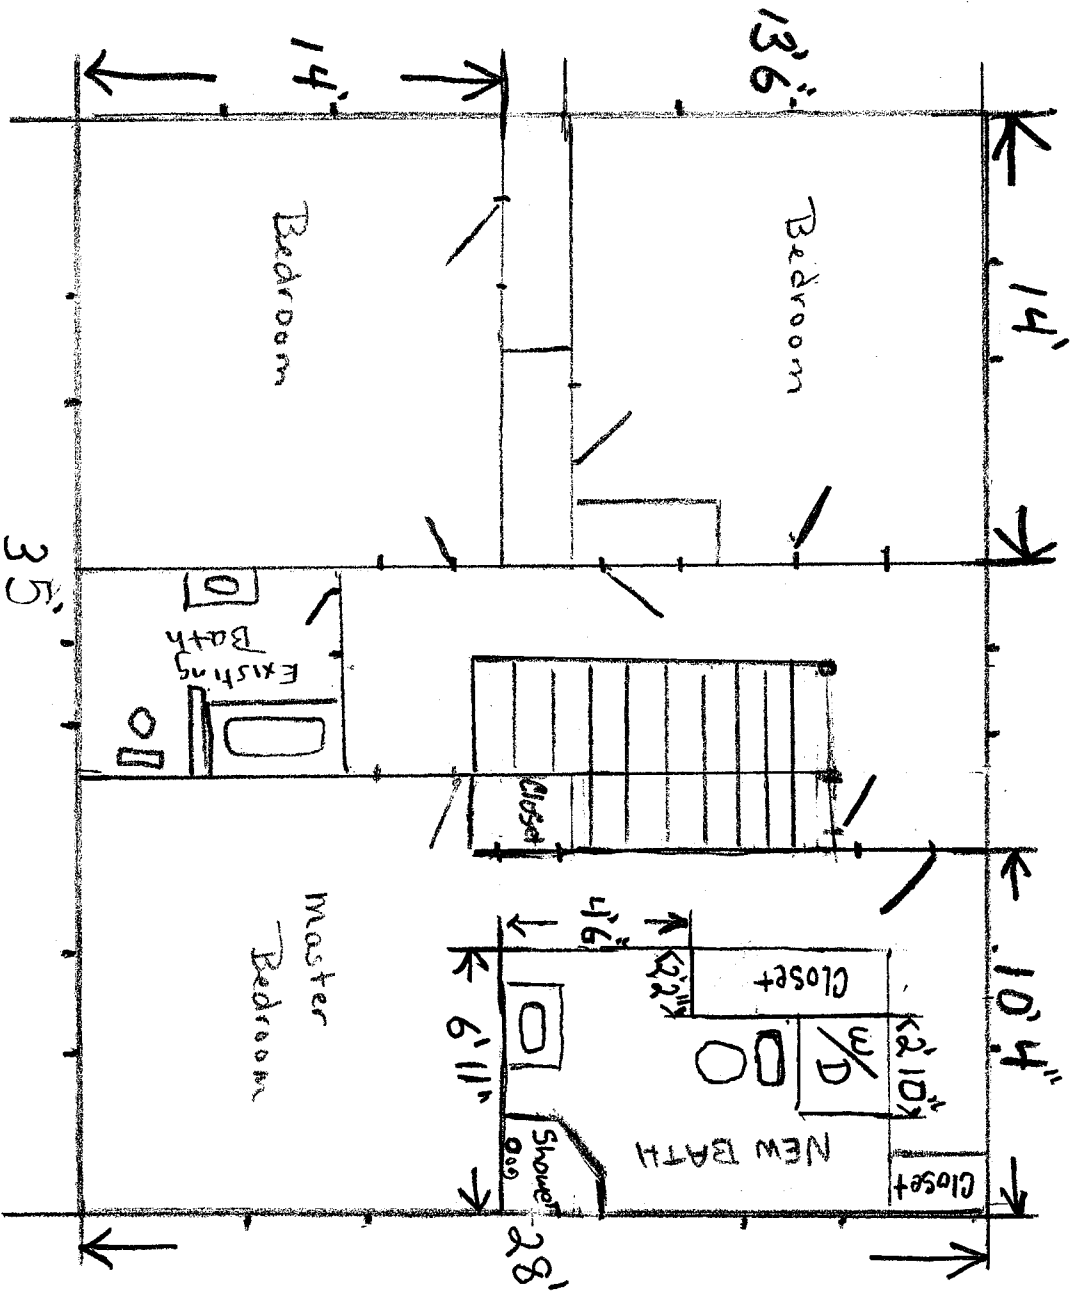 14'
13' 6"
Bedroom
Bedroom
14'
35'
Existing
Bath
Closet
Master
Bedroom
4'6"
2'2"
Closet
6' 11"
W/D
2'10"
10' 4"
NEW BATH
Shower
Closet
28'